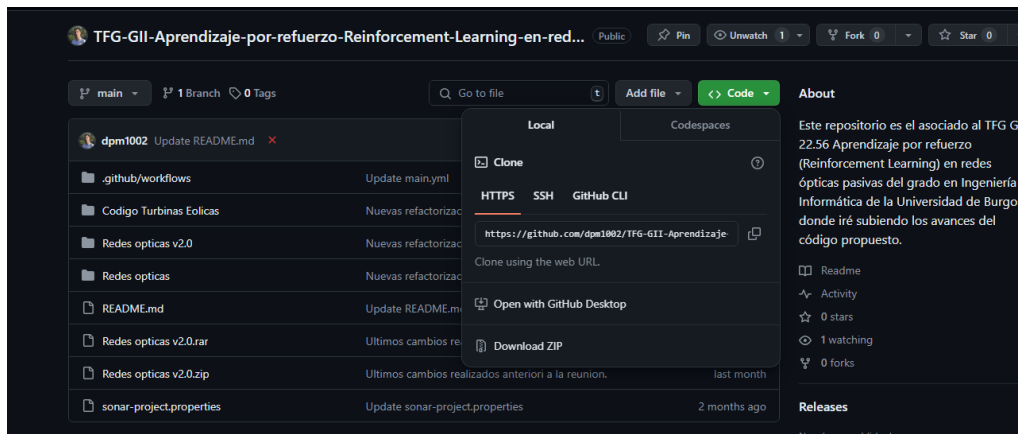 TFG-GII-Aprendizaje-por-refuerzo-Reinforcement-Learning-en-red... Public Pin Unwatch 1 Fork 0 Star 0
main 1 Branch 0 Tags Go to file t Add file <> Code
About
Local Codespaces
Este repositorio es el asociado al TFG G
22.56 Aprendizaje por refuerzo
(Reinforcement Learning) en redes
ópticas pasivas del grado en Ingeniería
Informática de la Universidad de Burgo
donde iré subiendo los avances del
código propuesto.
dpm1002 Update README.md
Clone
HTTPS SSH GitHub CLI
https://github.com/dpm1002/TFG-GII-Aprendizaje-
Clone using the web URL.
Open with GitHub Desktop
Download ZIP
.github/workflows Update main.yml
Codigo Turbinas Eolicas Nuevas refactorizac
Redes opticas v2.0 Nuevas refactorizac
Redes opticas Nuevas refactorizac
README.md Update README.m
Redes opticas v2.0.rar Ultimos cambios re
Redes opticas v2.0.zip Ultimos cambios realizados anteriori a la reunion. last month
sonar-project.properties Update sonar-project.properties 2 months ago
Readme
Activity
0 stars
1 watching
0 forks
Releases